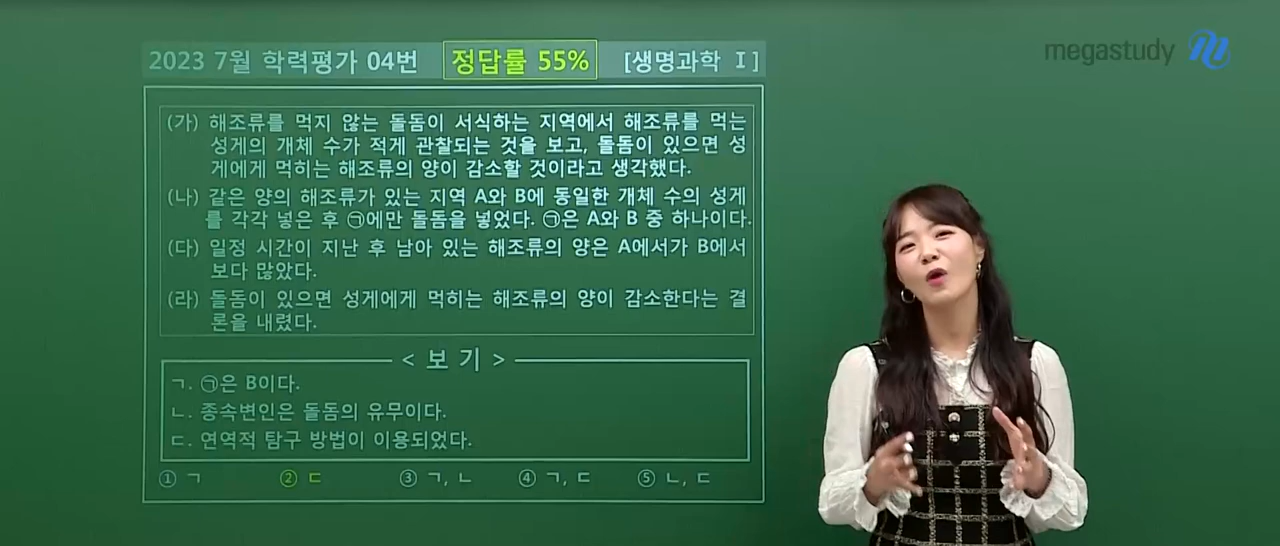 2023 7월 학력평가 04번 정답률 55% [생명과학 Ⅰ]
megastudy
(가) 해조류를 먹지 않는 돌돔이 서식하는 지역에서 해조류를 먹는
성게의 개체 수가 적게 관찰되는 것을 보고, 돌돔이 있으면 성
게에게 먹히는 해조류의 양이 감소할 것이라고 생각했다.
(나) 같은 양의 해조류가 있는 지역 A와 B에 동일한 개체 수의 성게
를 각각 넣은 후 ㉠에만 돌돔을 넣었다. ㉠은 A와 B 중 하나이다.
(다) 일정 시간이 지난 후 남아 있는 해조류의 양은 A에서가 B에서
보다 많았다.
(라) 돌돔이 있으면 성게에게 먹히는 해조류의 양이 감소한다는 결
론을 내렸다.
< 보 기 >
ㄱ. ㉠은 B이다.
ㄴ. 종속변인은 돌돔의 유무이다.
ㄷ. 연역적 탐구 방법이 이용되었다.
① ㄱ ② ㄷ ③ ㄱ, ㄴ ④ ㄱ, ㄷ ⑤ ㄴ, ㄷ